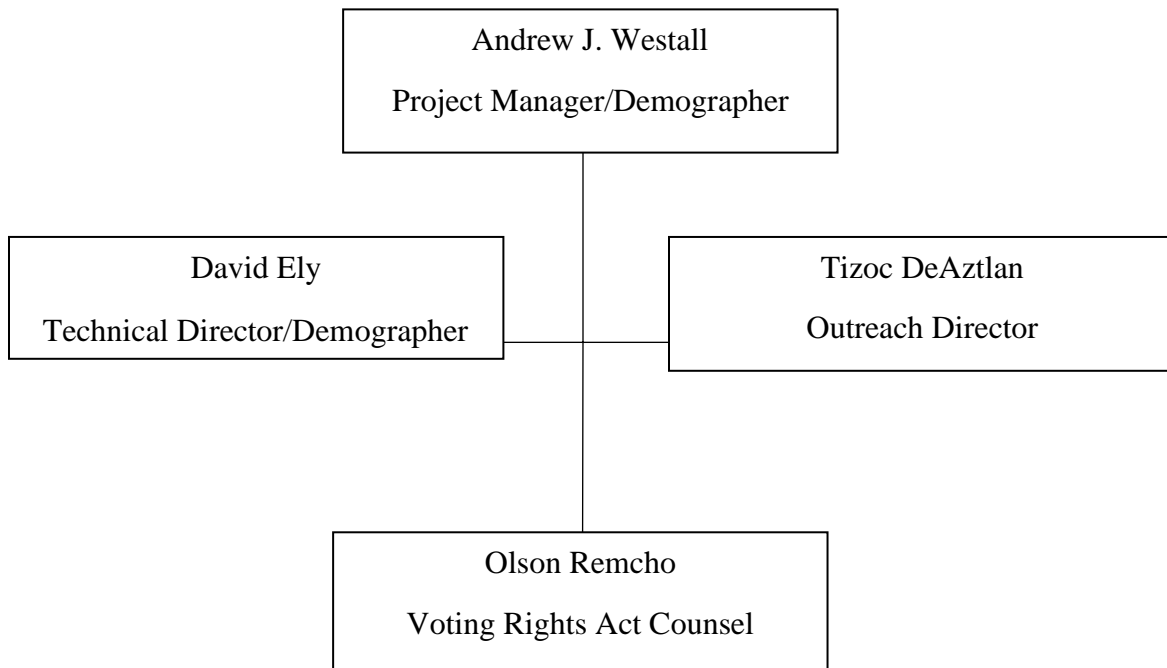 Andrew J. Westall
Project Manager/Demographer
David Ely
Technical Director/Demographer
Tizoc DeAztlan
Outreach Director
Olson Remcho
Voting Rights Act Counsel